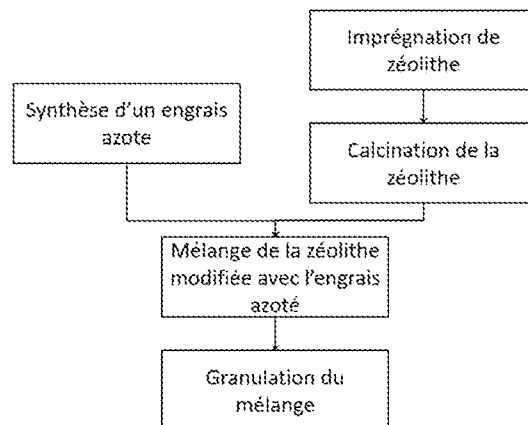 Imprégnation de
zéolithe
Synthèse d'un engrais
azote
Calcination de la
zéolithe
Mélange de la zéolithe
modifiée avec l'engrais
azoté
Granulation du
mélange